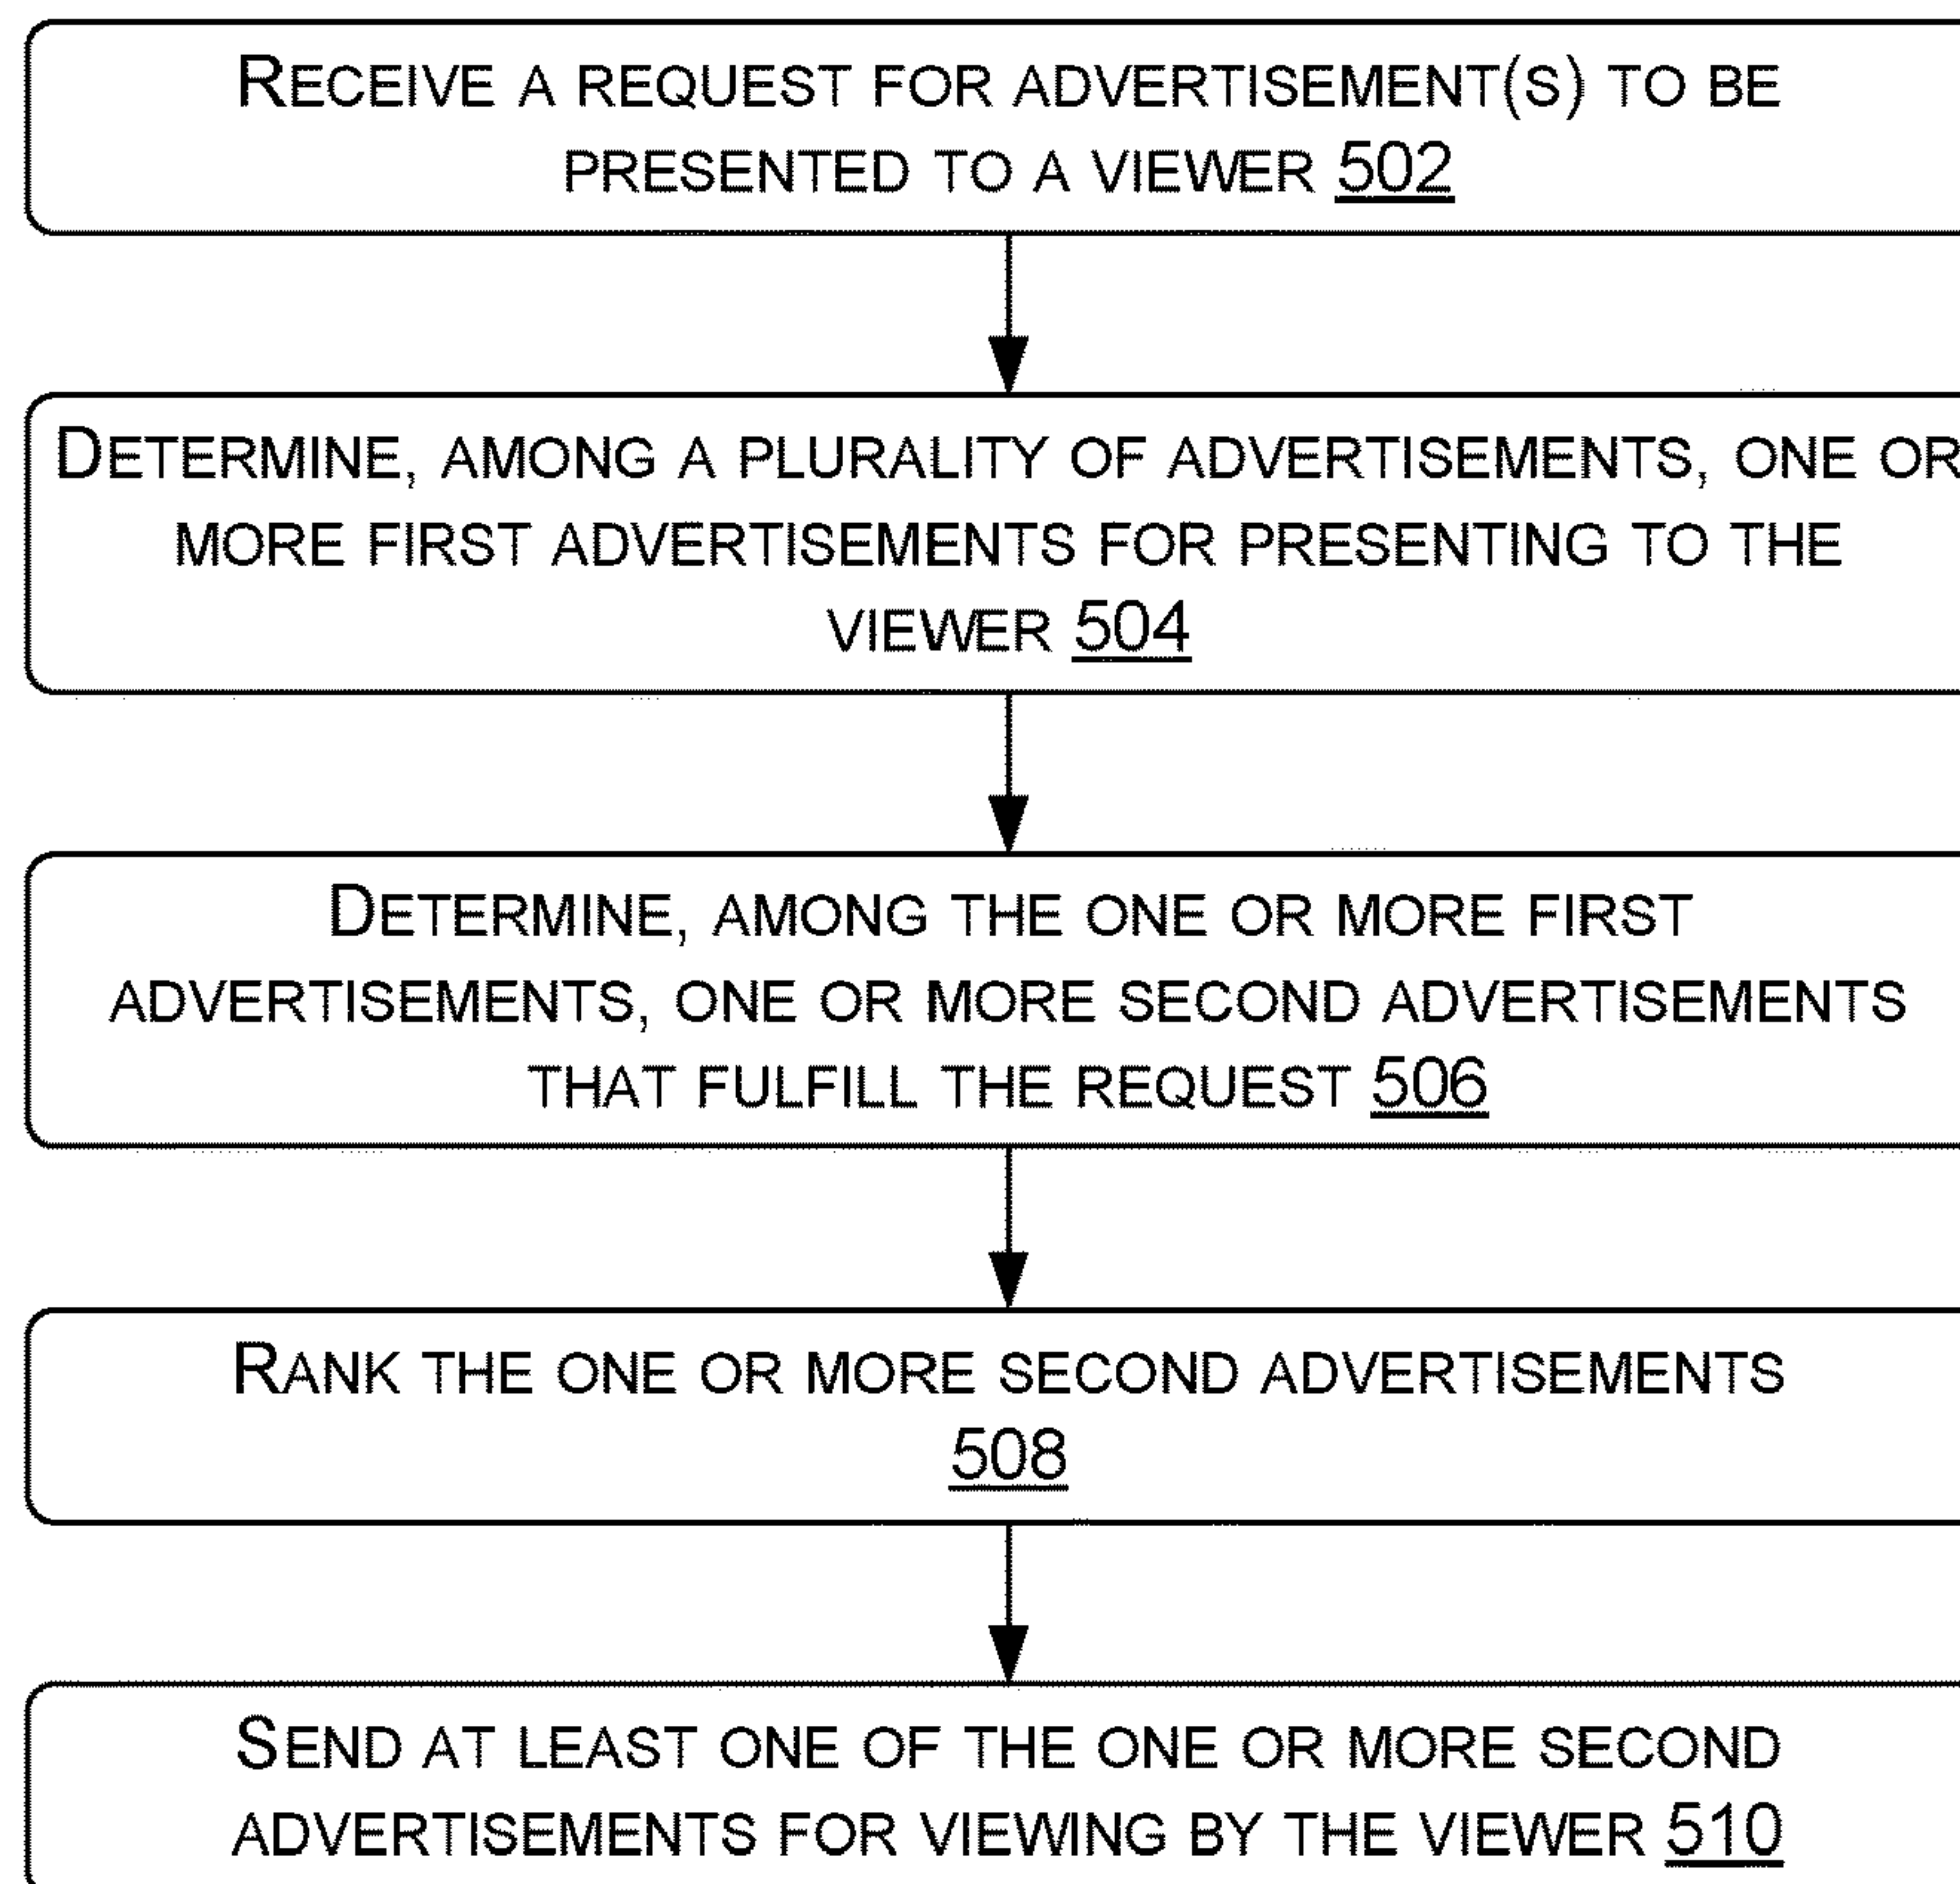 RECEIVE A REQUEST FOR ADVERTISEMENT(S) TO BE
PRESENTED TO A VIEWER 502
DETERMINE, AMONG A PLURALITY OF ADVERTISEMENTS, ONE OR
MORE FIRST ADVERTISEMENTS FOR PRESENTING TO THE
VIEWER 504
DETERMINE, AMONG THE ONE OR MORE FIRST
ADVERTISEMENTS, ONE OR MORE SECOND ADVERTISEMENTS
THAT FULFILL THE REQUEST 506
RANK THE ONE OR MORE SECOND ADVERTISEMENTS
508
SEND AT LEAST ONE OF THE ONE OR MORE SECOND
ADVERTISEMENTS FOR VIEWING BY THE VIEWER 510